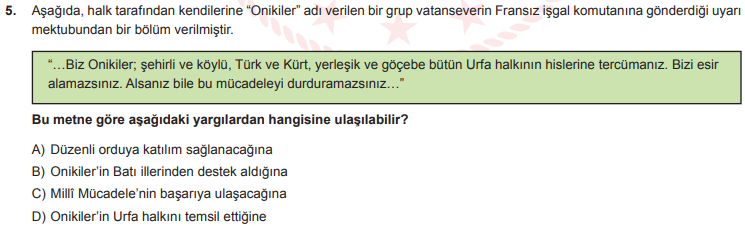 5. Aşağıda, halk tarafından kendilerine “Onikiler” adı verilen bir grup vatanseverin Fransız işgal komutanına gönderdiği uyarı
mektubundan bir bölüm verilmiştir.
“…Biz Onikiler; şehirli ve köylü, Türk ve Kürt, yerleşik ve göçebe bütün Urfa halkının hislerine tercümanız. Bizi esir
alamazsınız. Alsanız bile bu mücadeleyi durduramazsınız…”
Bu metne göre aşağıdaki yargılardan hangisine ulaşılabilir?
A) Düzenli orduya katılım sağlanacağına
B) Onikiler’in Batı illerinden destek aldığına
C) Millî Mücadele’nin başarıya ulaşacağına
D) Onikiler’in Urfa halkını temsil ettiğine